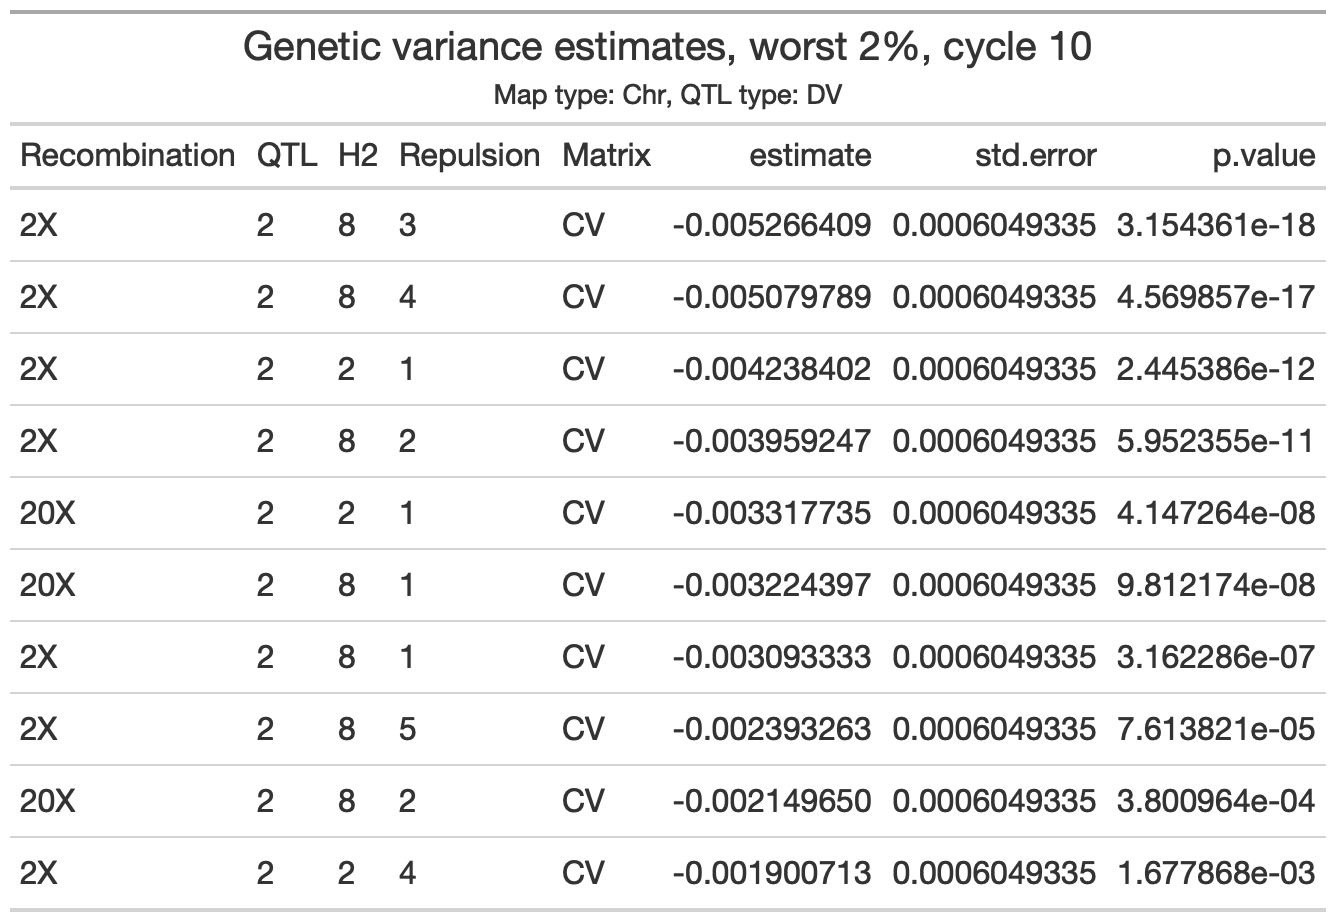 Genetic variance estimates, worst 2%, cycle 10
Map type: Chr, QTL type: DV
Recombination QTL H2 Repulsion Matrix estimate std.error p.value
2X 2 8 3 CV -0.005266409 0.0006049335 3.154361e-18
2X 2 8 4 CV -0.005079789 0.0006049335 4.569857e-17
2X 2 2 1 CV -0.004238402 0.0006049335 2.445386e-12
2X 2 8 2 CV -0.003959247 0.0006049335 5.952355e-11
20X 2 2 1 CV -0.003317735 0.0006049335 4.147264e-08
20X 2 8 1 CV -0.003224397 0.0006049335 9.812174e-08
2X 2 8 1 CV -0.003093333 0.0006049335 3.162286e-07
2X 2 8 5 CV -0.002393263 0.0006049335 7.613821e-05
20X 2 8 2 CV -0.002149650 0.0006049335 3.800964e-04
2X 2 2 4 CV -0.001900713 0.0006049335 1.677868e-03